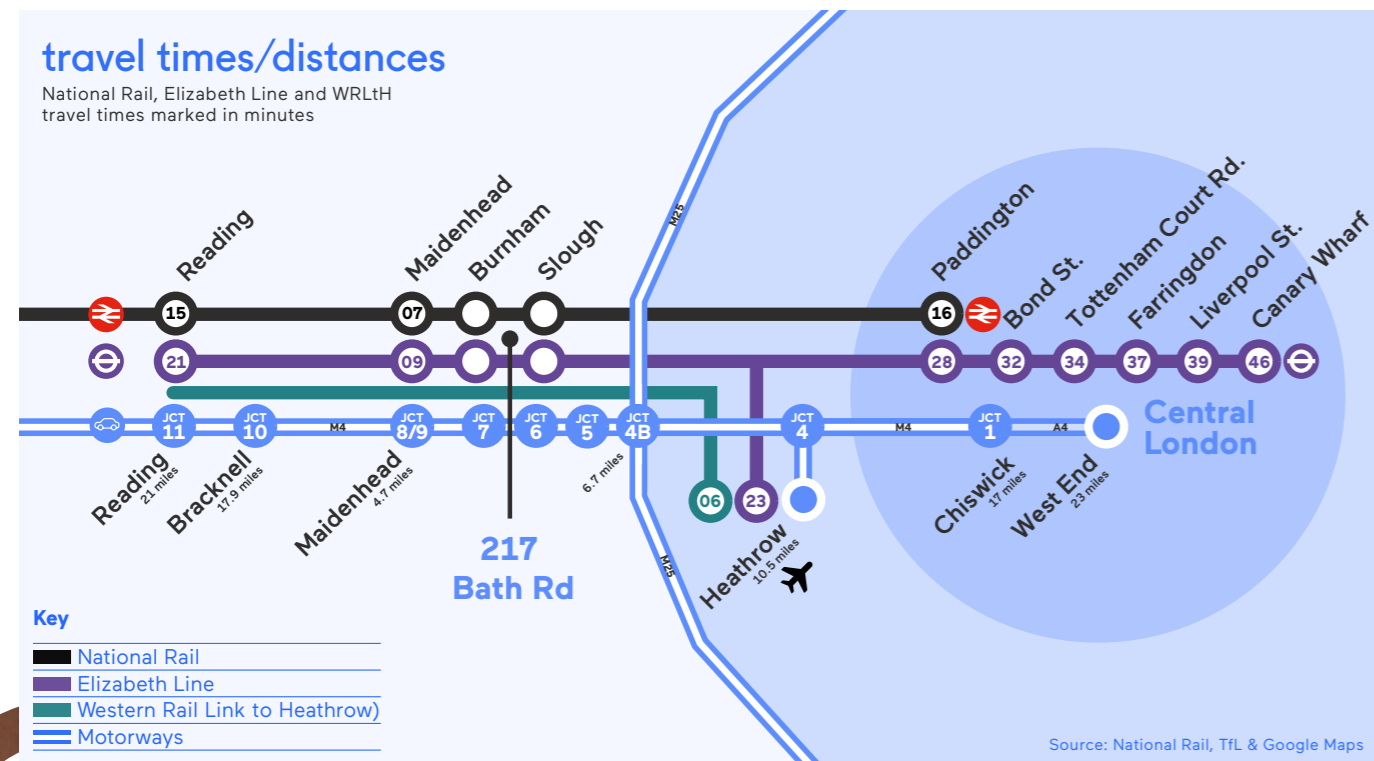 travel times/distances
National Rail, Elizabeth Line and WRLtH
travel times marked in minutes
M25
Reading
Maidenhead
Burnham
Slough
Paddington
Bond St.
Tottenham Court Rd.
Farringdon
Liverpool St.
Canary Wharf
15
07
16
21
09
28
32
34
37
39
46
JCT
11
JCT
10
M4
JCT
8/9
JCT
7
JCT
6
JCT
5
JCT
4B
JCT
4
M4
JCT
1
A4
Central
London
Reading
21 miles
Bracknell
17.9 miles
Maidenhead
4.7 miles
6.7 miles
06
23
Heathrow
10.5 miles
Chiswick
17 miles
West End
23 miles
217
Bath Rd
M25
Key
National Rail
Elizabeth Line
Western Rail Link to Heathrow)
Motorways
Source: National Rail, TfL & Google Maps